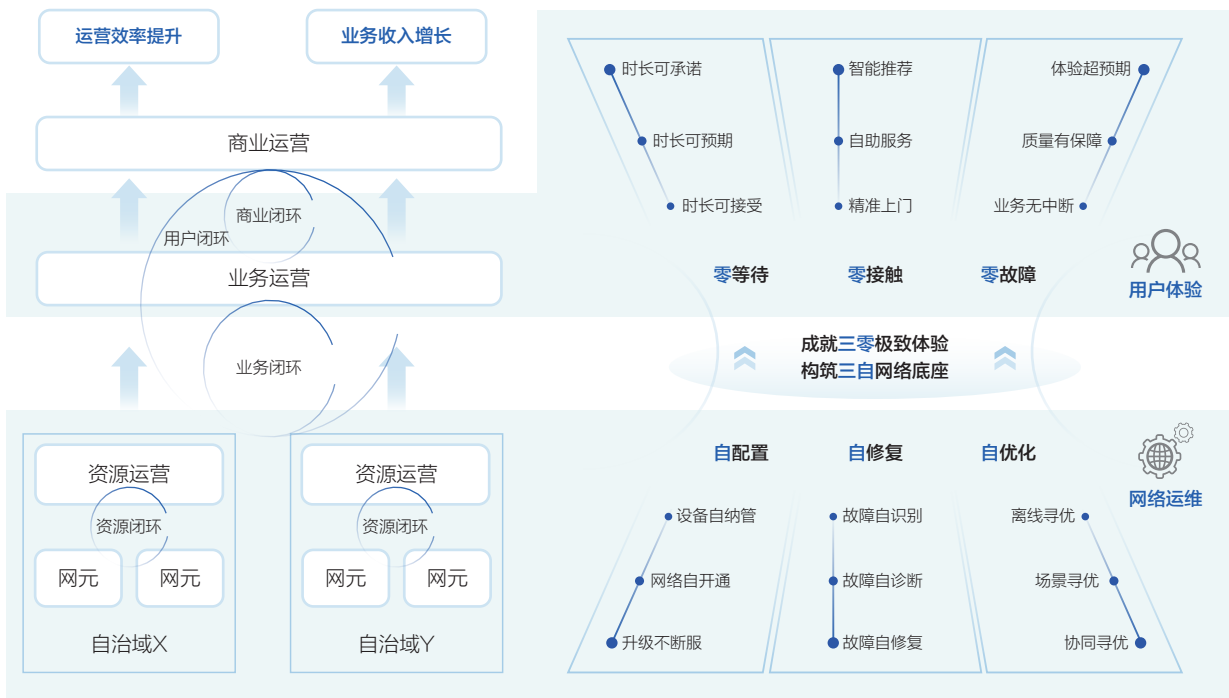 运营效率提升
业务收入增长
商业运营
商业闭环
用户闭环
业务运营
业务闭环
资源运营
资源闭环
网元
网元
自治域X
资源运营
资源闭环
网元
网元
自治域Y
时长可承诺
时长可预期
时长可接受
零等待
智能推荐
自助服务
精准上门
零接触
体验超预期
质量有保障
业务无中断
零故障
用户体验
成就三零极致体验
构筑三自网络底座
自配置
设备自纳管
网络自开通
升级不断服
自修复
故障自识别
故障自诊断
故障自修复
自优化
离线寻优
场景寻优
协同寻优
网络运维